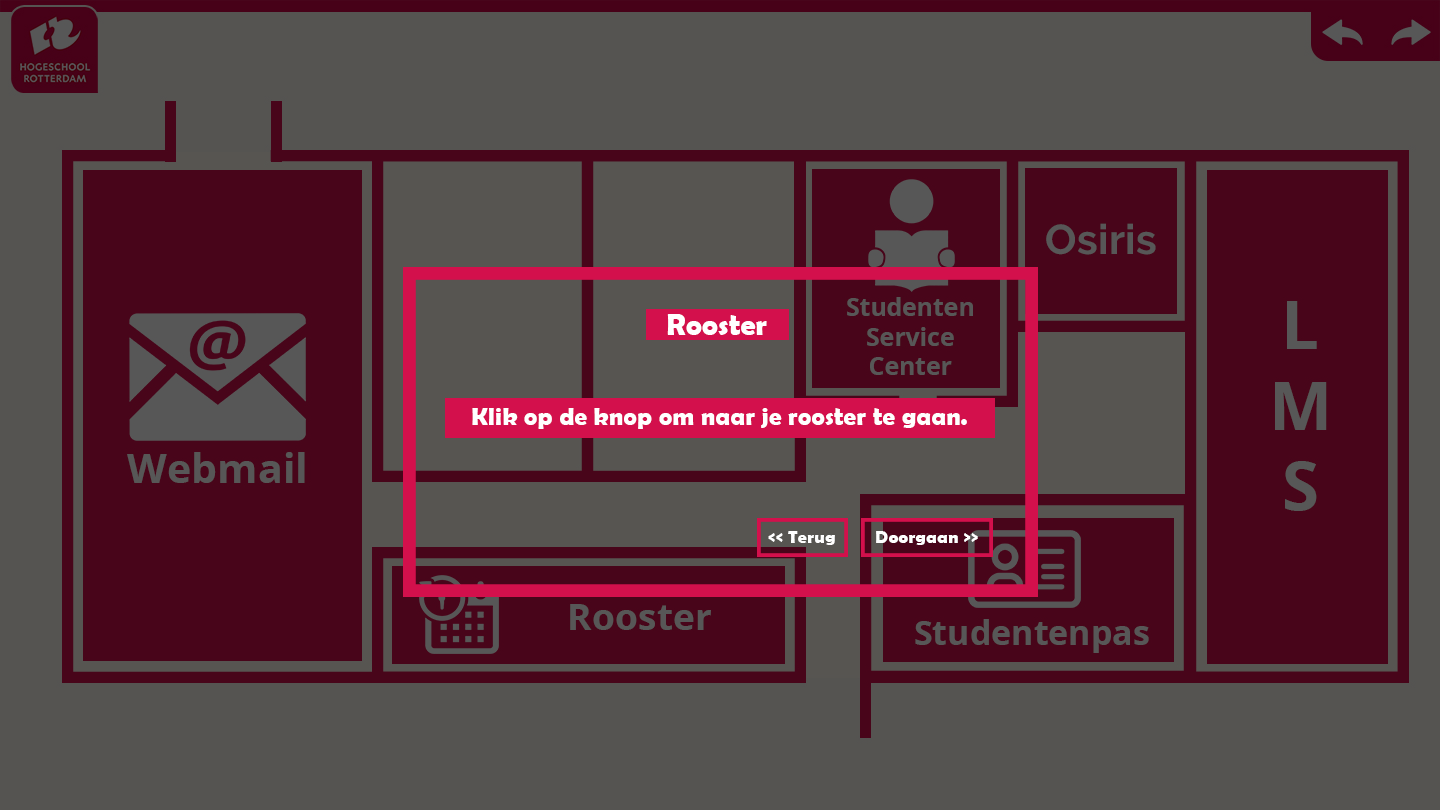 HOGESCHOOL
ROTTERDAM
Osiris
Studenten
Service
Center
L
M
S
@
Webmail
Rooster
Klik op de knop om naar je rooster te gaan.
<< Terug
Doorgaan >>
Rooster
Studentenpas